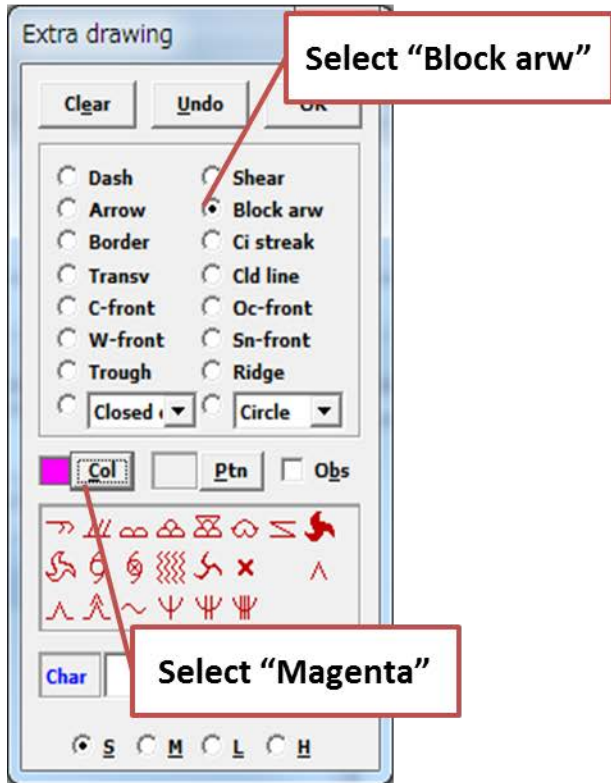 Extra drawing
Select “Block arw”
Clear Undo OK
Dash Shear
Arrow Block arw
Border Ci streak
Transv Cld line
C-front Oc-front
W-front Sn-front
Trough Ridge
Closed Circle
Col Ptn Obs
Select “Magenta”
Char
S M L H